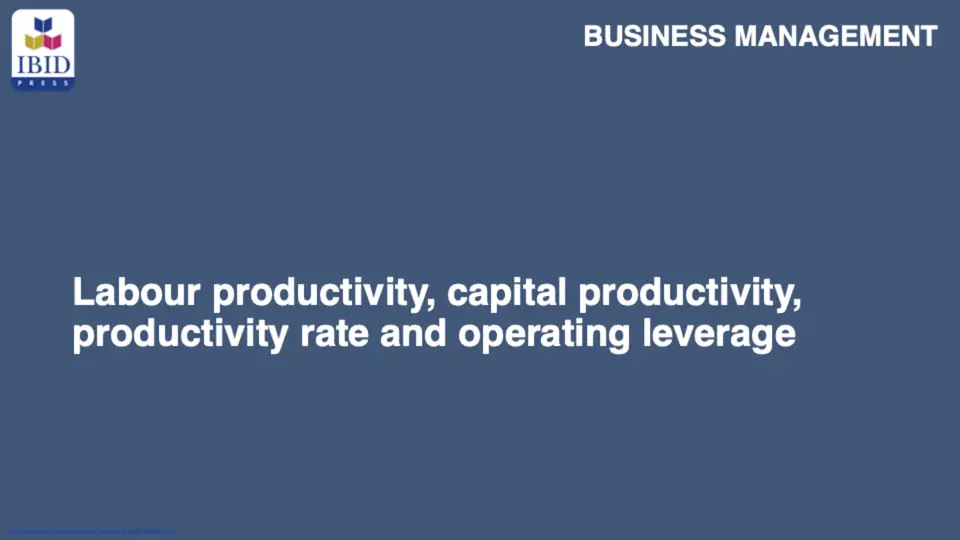 IBID
PRESS
BUSINESS MANAGEMENT
Labour productivity, capital productivity,
productivity rate and operating leverage